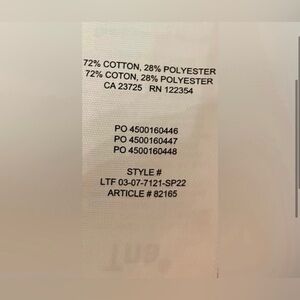 72% COTTON, 28% POLYESTER
72% COTON, 28% POLYESTER
CA 23725 RN 122354
PO 4500160446
PO 4500160447
PO 4500160448
STYLE #
LTF 03-07-7121-SP22
ARTICLE # 82165